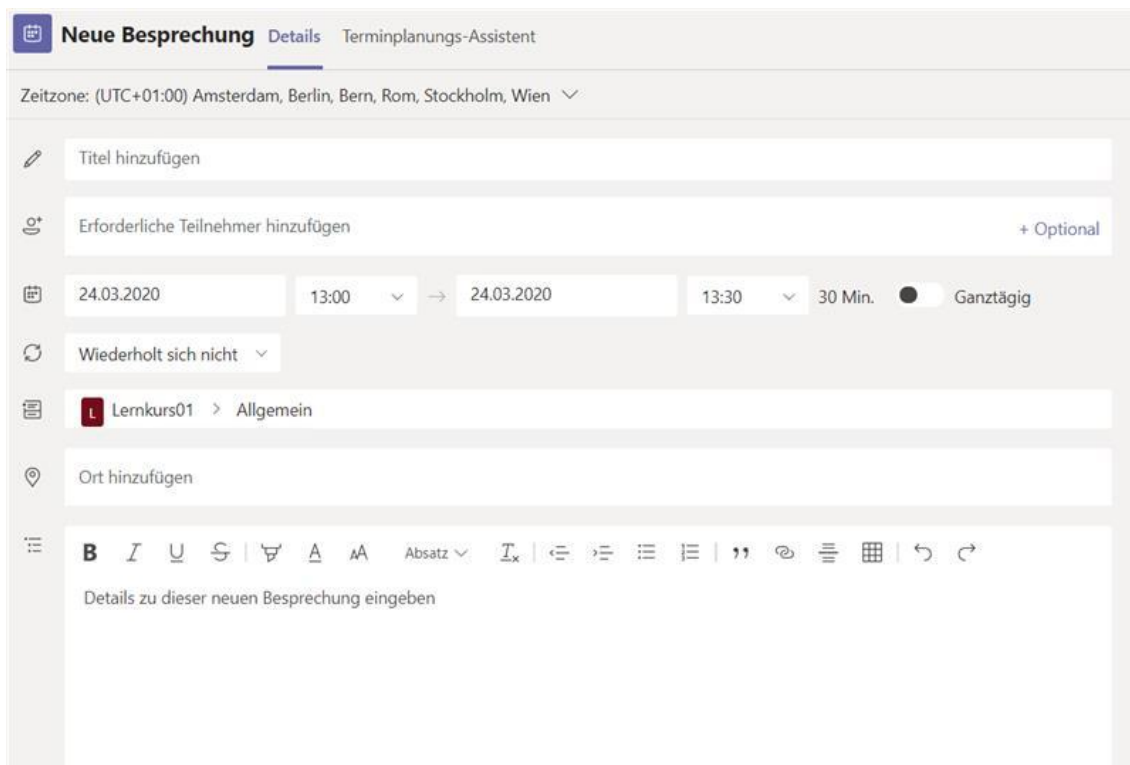 Neue Besprechung Details Terminplanungs-Assistent
Zeitzone: (UTC+01:00) Amsterdam, Berlin, Bern, Rom, Stockholm, Wien
Titel hinzufügen
Erforderliche Teilnehmer hinzufügen + Optional
24.03.2020 13:00 → 24.03.2020 13:30 30 Min. Ganztägig
Wiederholt sich nicht
L Lernkurs01 > Allgemein
Ort hinzufügen
B I U S A AA Absatz Tx
Details zu dieser neuen Besprechung eingeben